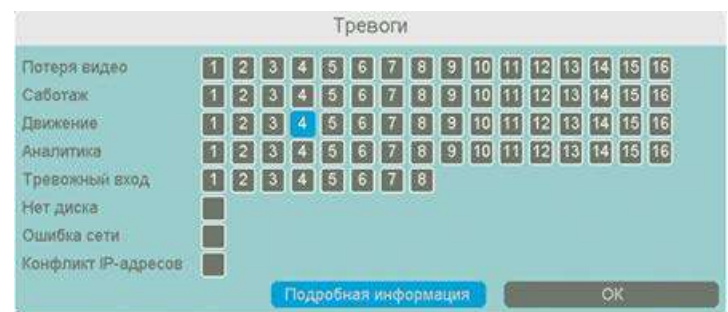 Тревоги
Потеря видео 1 2 3 4 5 6 7 8 9 10 11 12 13 14 15 16
Саботаж 1 2 3 4 5 6 7 8 9 10 11 12 13 14 15 16
Движение 1 2 3 4 5 6 7 8 9 10 11 12 13 14 15 16
Аналитика 1 2 3 4 5 6 7 8 9 10 11 12 13 14 15 16
Тревожный вход 1 2 3 4 5 6 7 8
Нет диска
Ошибка сети
Конфликт IP-адресов
Подробная информация ОК